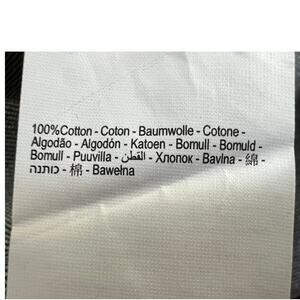 100%Cotton - Coton - Baumwolle - Cotone -
Algodão - Algodón - Katoen - Bomull - Bomuld -
Bomull - Puuvilla - القطن - Хлопок - Bavlna - 綿 -
כותנה - 棉 - Bawełna